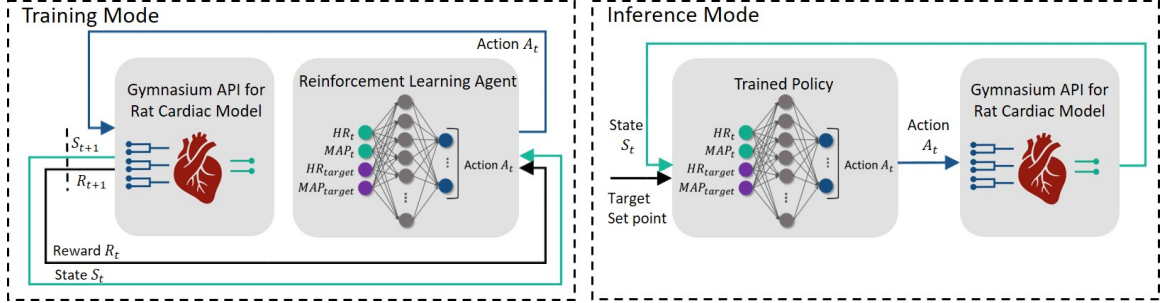 Training Mode
Action A_t
Gymnasium API for
Rat Cardiac Model
Reinforcement Learning Agent
HR_t
MAP_t
HR_target
MAP_target
...
...
Action A_t
S_{t+1}
R_{t+1}
Reward R_t
State S_t
Inference Mode
Trained Policy
Gymnasium API for
Rat Cardiac Model
State
S_t
HR_t
MAP_t
HR_target
MAP_target
...
...
Action A_t
Action
A_t
Target
Set point